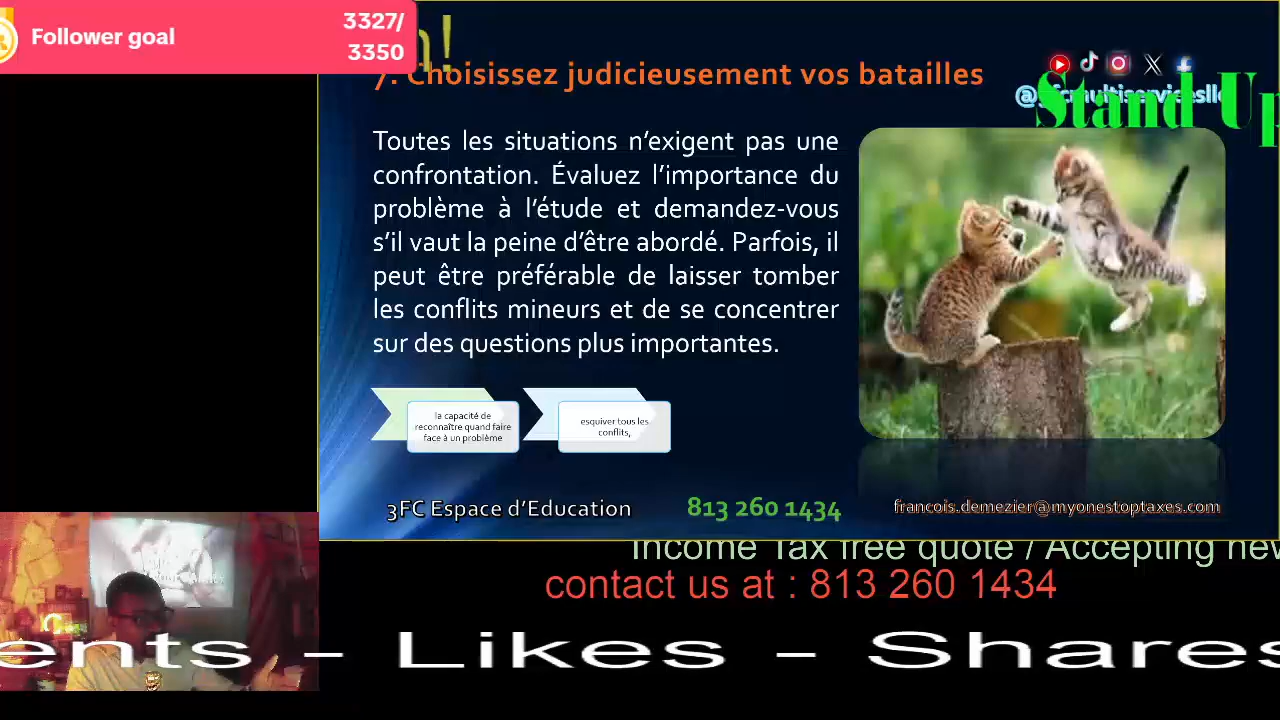 Follower goal
3327/
3350
h!
7. Choisissez judicieusement vos batailles
Stand Up
Toutes les situations n’exigent pas une
confrontation. Évaluez l’importance du
problème à l’étude et demandez-vous
s’il vaut la peine d’être abordé. Parfois, il
peut être préférable de laisser tomber
les conflits mineurs et de se concentrer
sur des questions plus importantes.
la capacité de
reconnaître quand faire
face à un problème
esquiver tous les
conflits,
3FC Espace d’Education
813 260 1434
francois.demezier@myonestoptaxes.com
Income Tax free quote / Accepting new
contact us at : 813 260 1434
ents - Likes - Shares